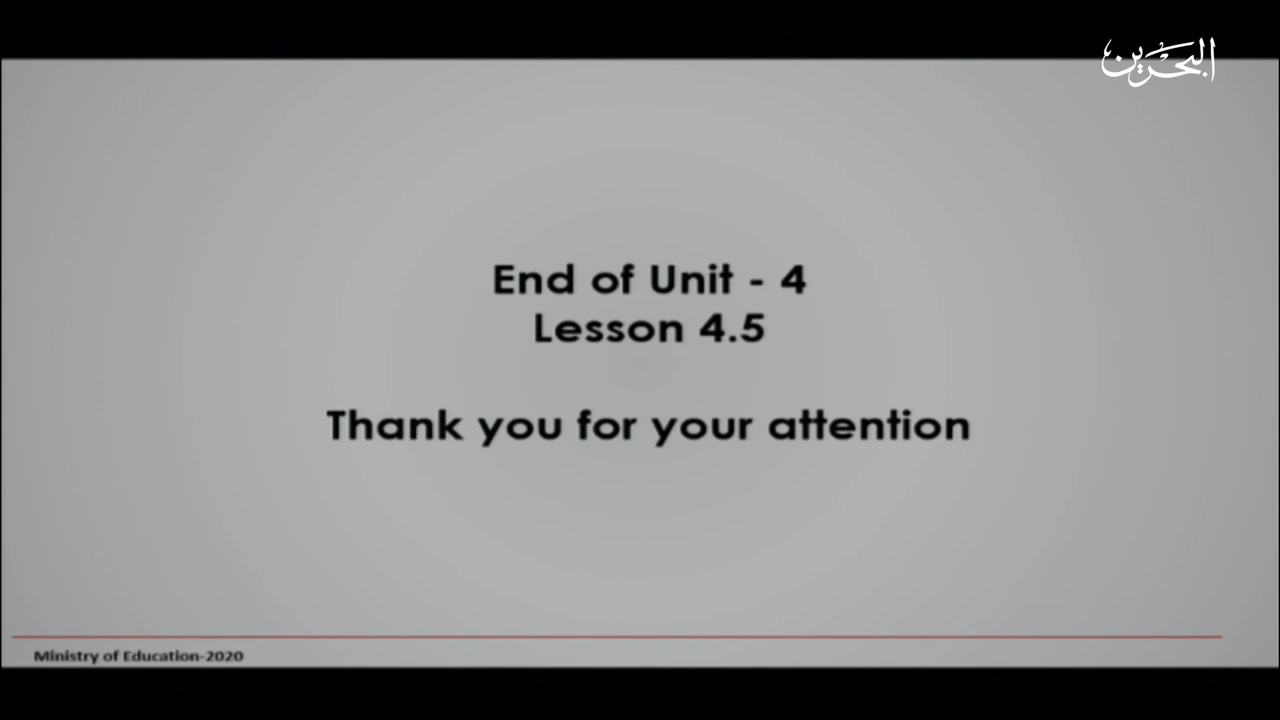 البحرين
End of Unit - 4
Lesson 4.5
Thank you for your attention
Ministry of Education-2020